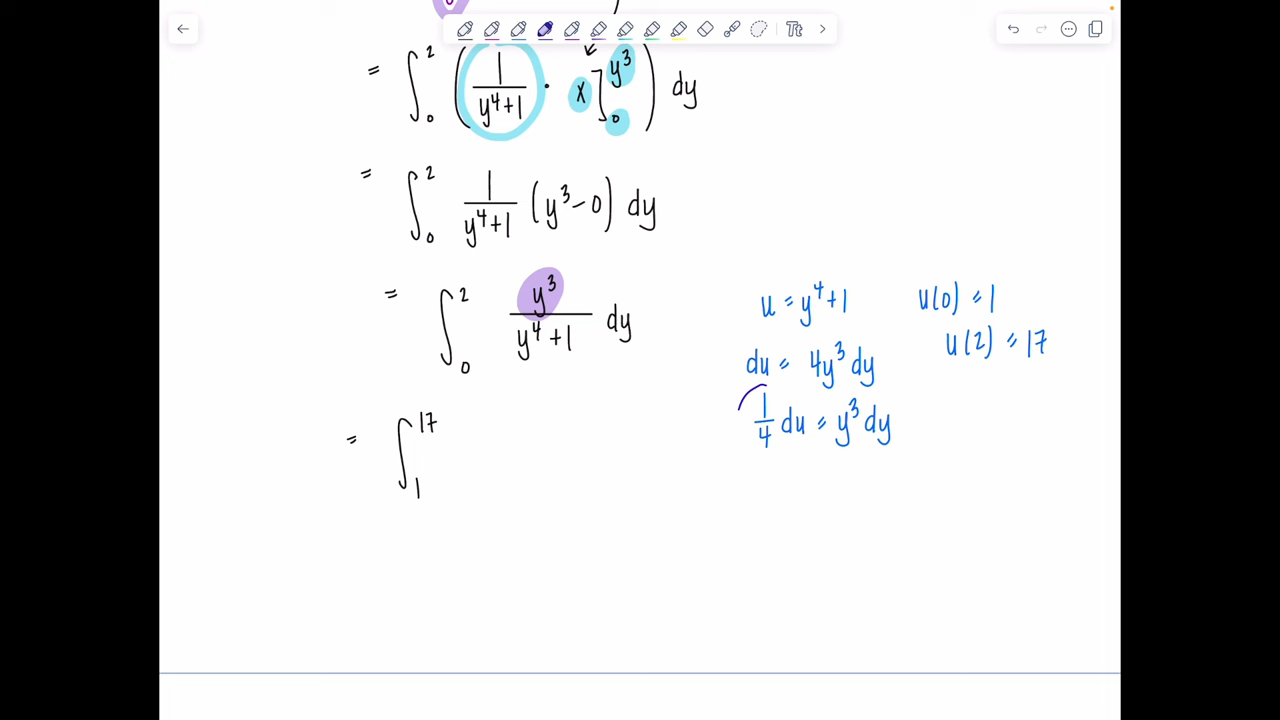 Tt
= ∫₀² ( 1/(y⁴+1) · x ]₀^y³ ) dy
= ∫₀² 1/(y⁴+1) (y³−0) dy
= ∫₀² y³/(y⁴+1) dy
u = y⁴+1 u(0) = 1
u(2) = 17
du = 4y³ dy
1/4 du = y³ dy
= ∫₁¹⁷